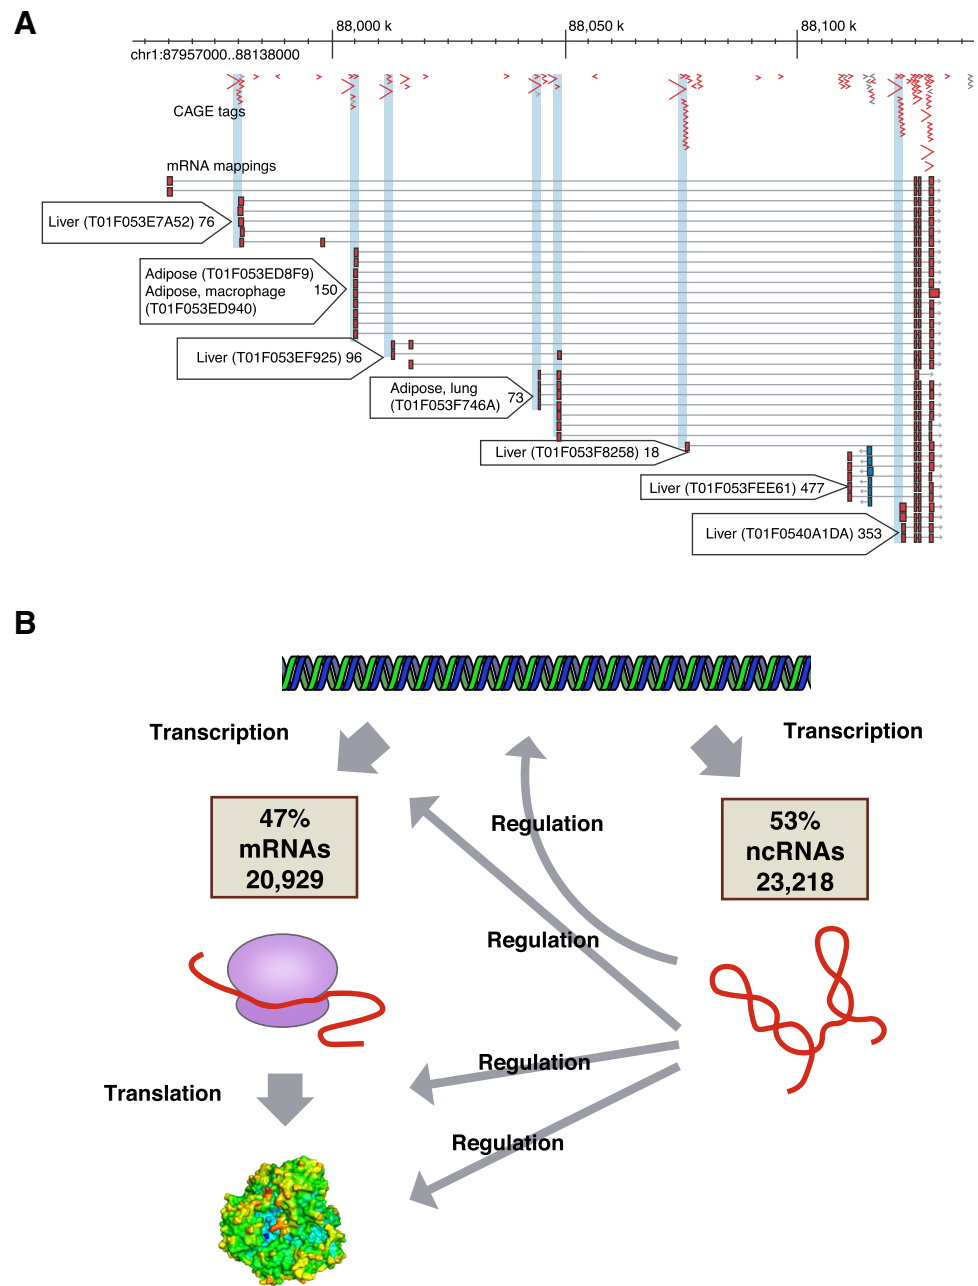 A
88,000 k
88,050 k
88,100 k
chr1:87957000..88138000
CAGE tags
mRNA mappings
Liver (T01F053E7A52) 76
Adipose (T01F053ED8F9)
Adipose, macrophage 150
(T01F053ED940)
Liver (T01F053EF925) 96
Adipose, lung 73
(T01F053F746A)
Liver (T01F053F8258) 18
Liver (T01F053FEE61) 477
Liver (T01F0540A1DA) 353
B
Transcription
Transcription
47%
mRNAs
20,929
Regulation
53%
ncRNAs
23,218
Regulation
Regulation
Translation
Regulation